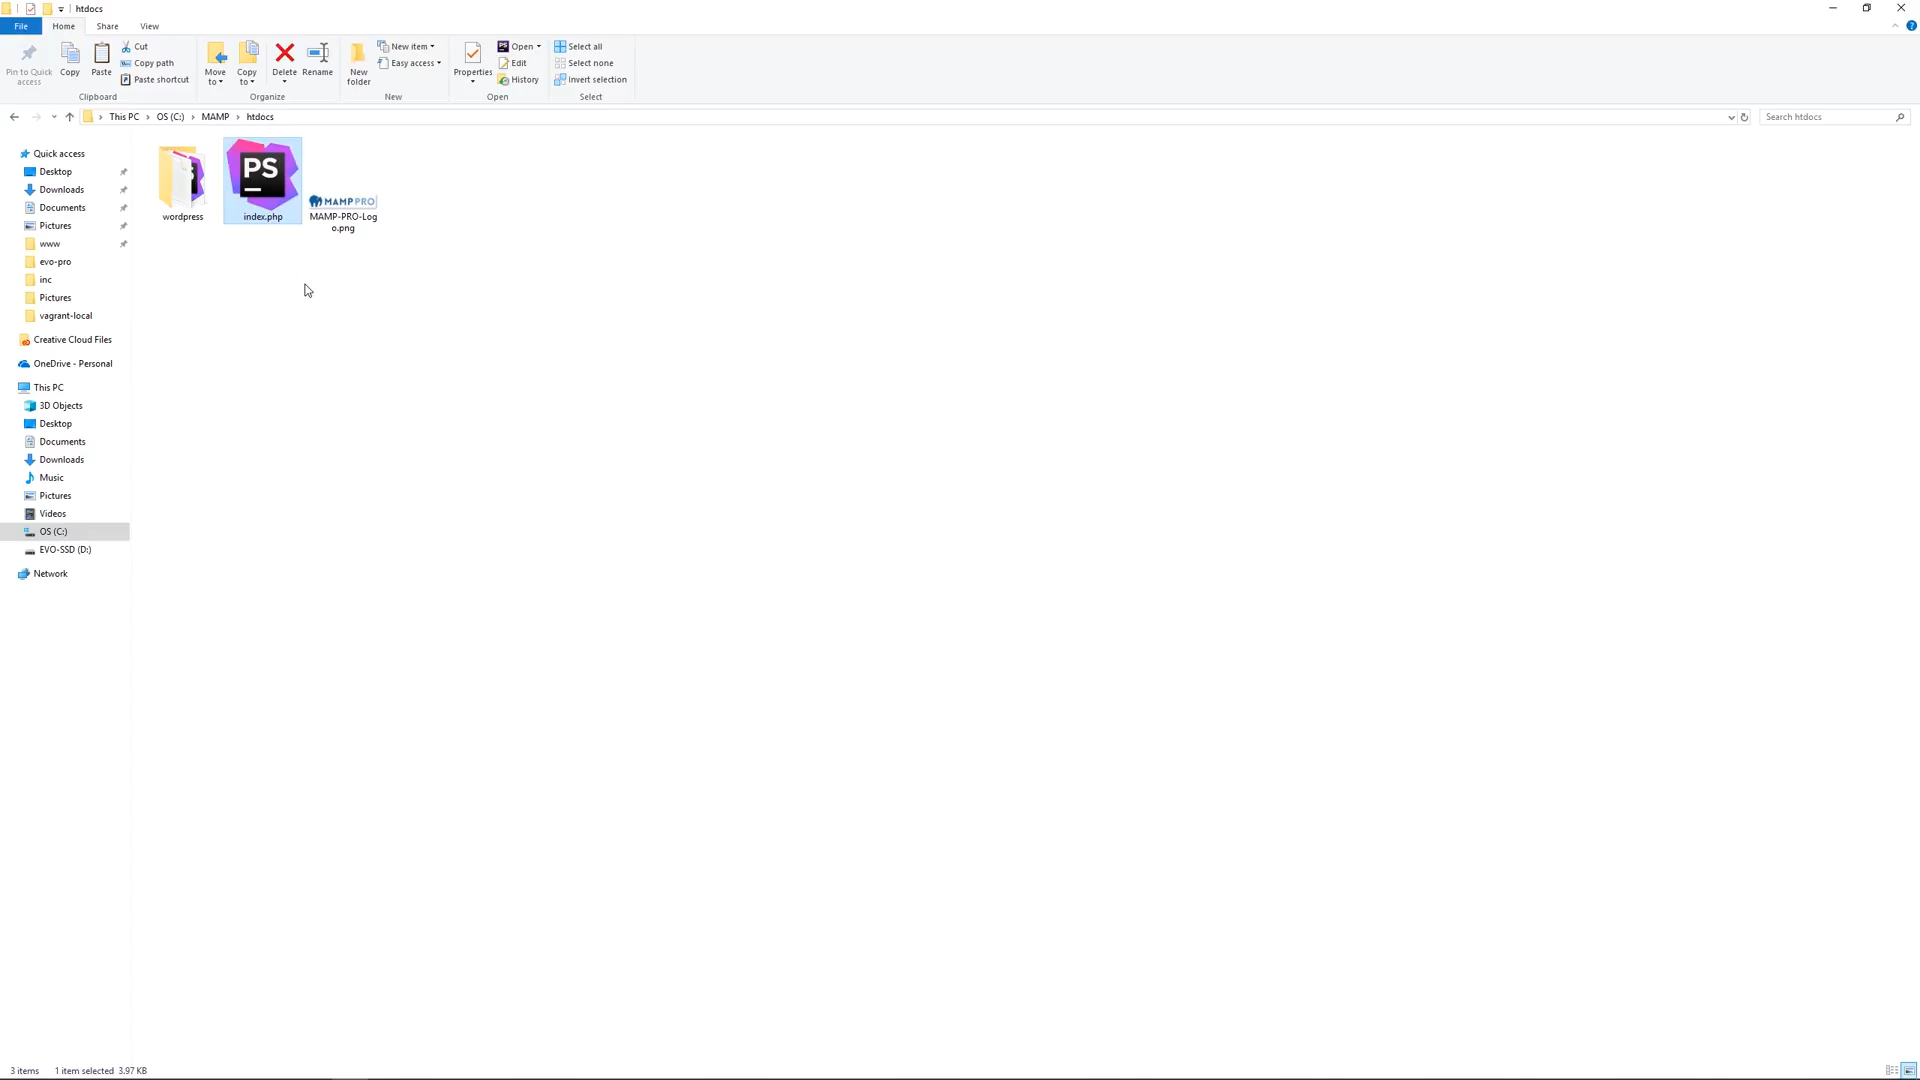 htdocs
File
Home
Share
View
Pin to Quick
access
Copy
Paste
Cut
Copy path
Paste shortcut
Move
to
Copy
to
Delete
Rename
New
folder
New item
Easy access
Properties
PS
Open
Edit
History
Select all
Select none
Invert selection
Clipboard
Organize
New
Open
Select
This PC
OS (C:)
MAMP
htdocs
Search htdocs
Quick access
Desktop
Downloads
Documents
Pictures
www
evo-pro
inc
Pictures
vagrant-local
Creative Cloud Files
OneDrive - Personal
This PC
3D Objects
Desktop
Documents
Downloads
Music
Pictures
Videos
OS (C:)
EVO-SSD (D:)
Network
S
wordpress
PS
index.php
MAMP PRO
MAMP-PRO-Log
o.png
3 items
1 item selected 3.97 KB